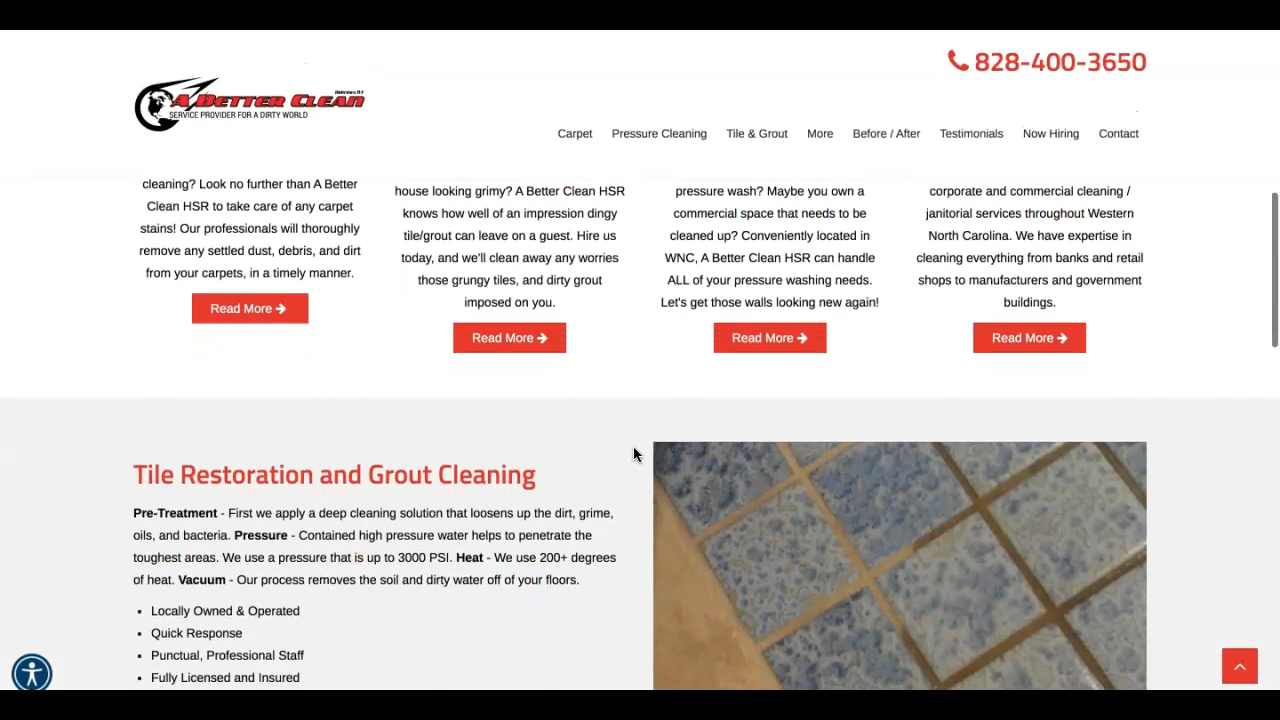 828-400-3650
Hebrews 9:2
A BETTER CLEAN
SERVICE PROVIDER FOR A DIRTY WORLD
Carpet
Pressure Cleaning
Tile & Grout
More
Before / After
Testimonials
Now Hiring
Contact
cleaning? Look no further than A Better
Clean HSR to take care of any carpet
stains! Our professionals will thoroughly
remove any settled dust, debris, and dirt
from your carpets, in a timely manner.
Read More
house looking grimy? A Better Clean HSR
knows how well of an impression dingy
tile/grout can leave on a guest. Hire us
today, and we'll clean away any worries
those grungy tiles, and dirty grout
imposed on you.
Read More
pressure wash? Maybe you own a
commercial space that needs to be
cleaned up? Conveniently located in
WNC, A Better Clean HSR can handle
ALL of your pressure washing needs.
Let's get those walls looking new again!
Read More
corporate and commercial cleaning /
janitorial services throughout Western
North Carolina. We have expertise in
cleaning everything from banks and retail
shops to manufacturers and government
buildings.
Read More
Tile Restoration and Grout Cleaning
Pre-Treatment - First we apply a deep cleaning solution that loosens up the dirt, grime,
oils, and bacteria. Pressure - Contained high pressure water helps to penetrate the
toughest areas. We use a pressure that is up to 3000 PSI. Heat - We use 200+ degrees
of heat. Vacuum - Our process removes the soil and dirty water off of your floors.
• Locally Owned & Operated
• Quick Response
• Punctual, Professional Staff
• Fully Licensed and Insured